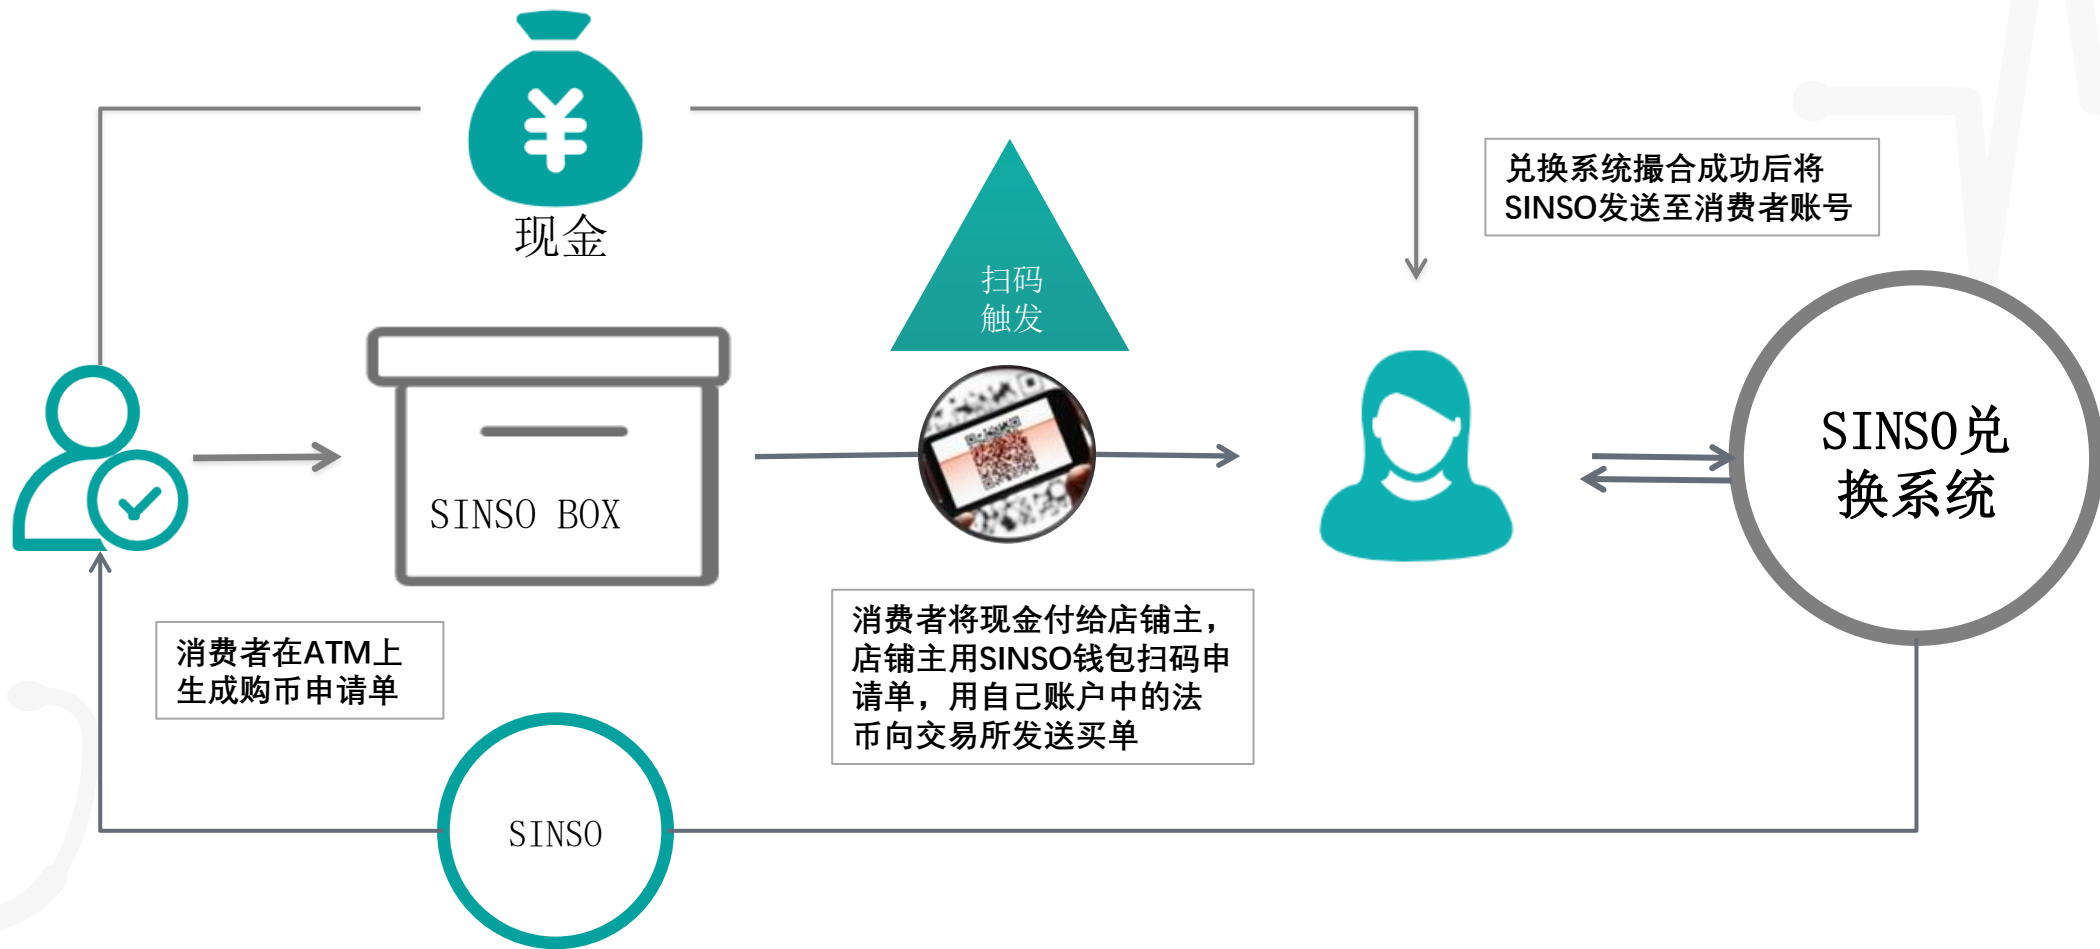 现金
扫码
触发
兑换系统撮合成功后将
SINSO发送至消费者账号
SINSO BOX
SINSO兑
换系统
消费者在ATM上
生成购币申请单
消费者将现金付给店铺主，
店铺主用SINSO钱包扫码申
请单，用自己账户中的法
币向交易所发送买单
SINSO